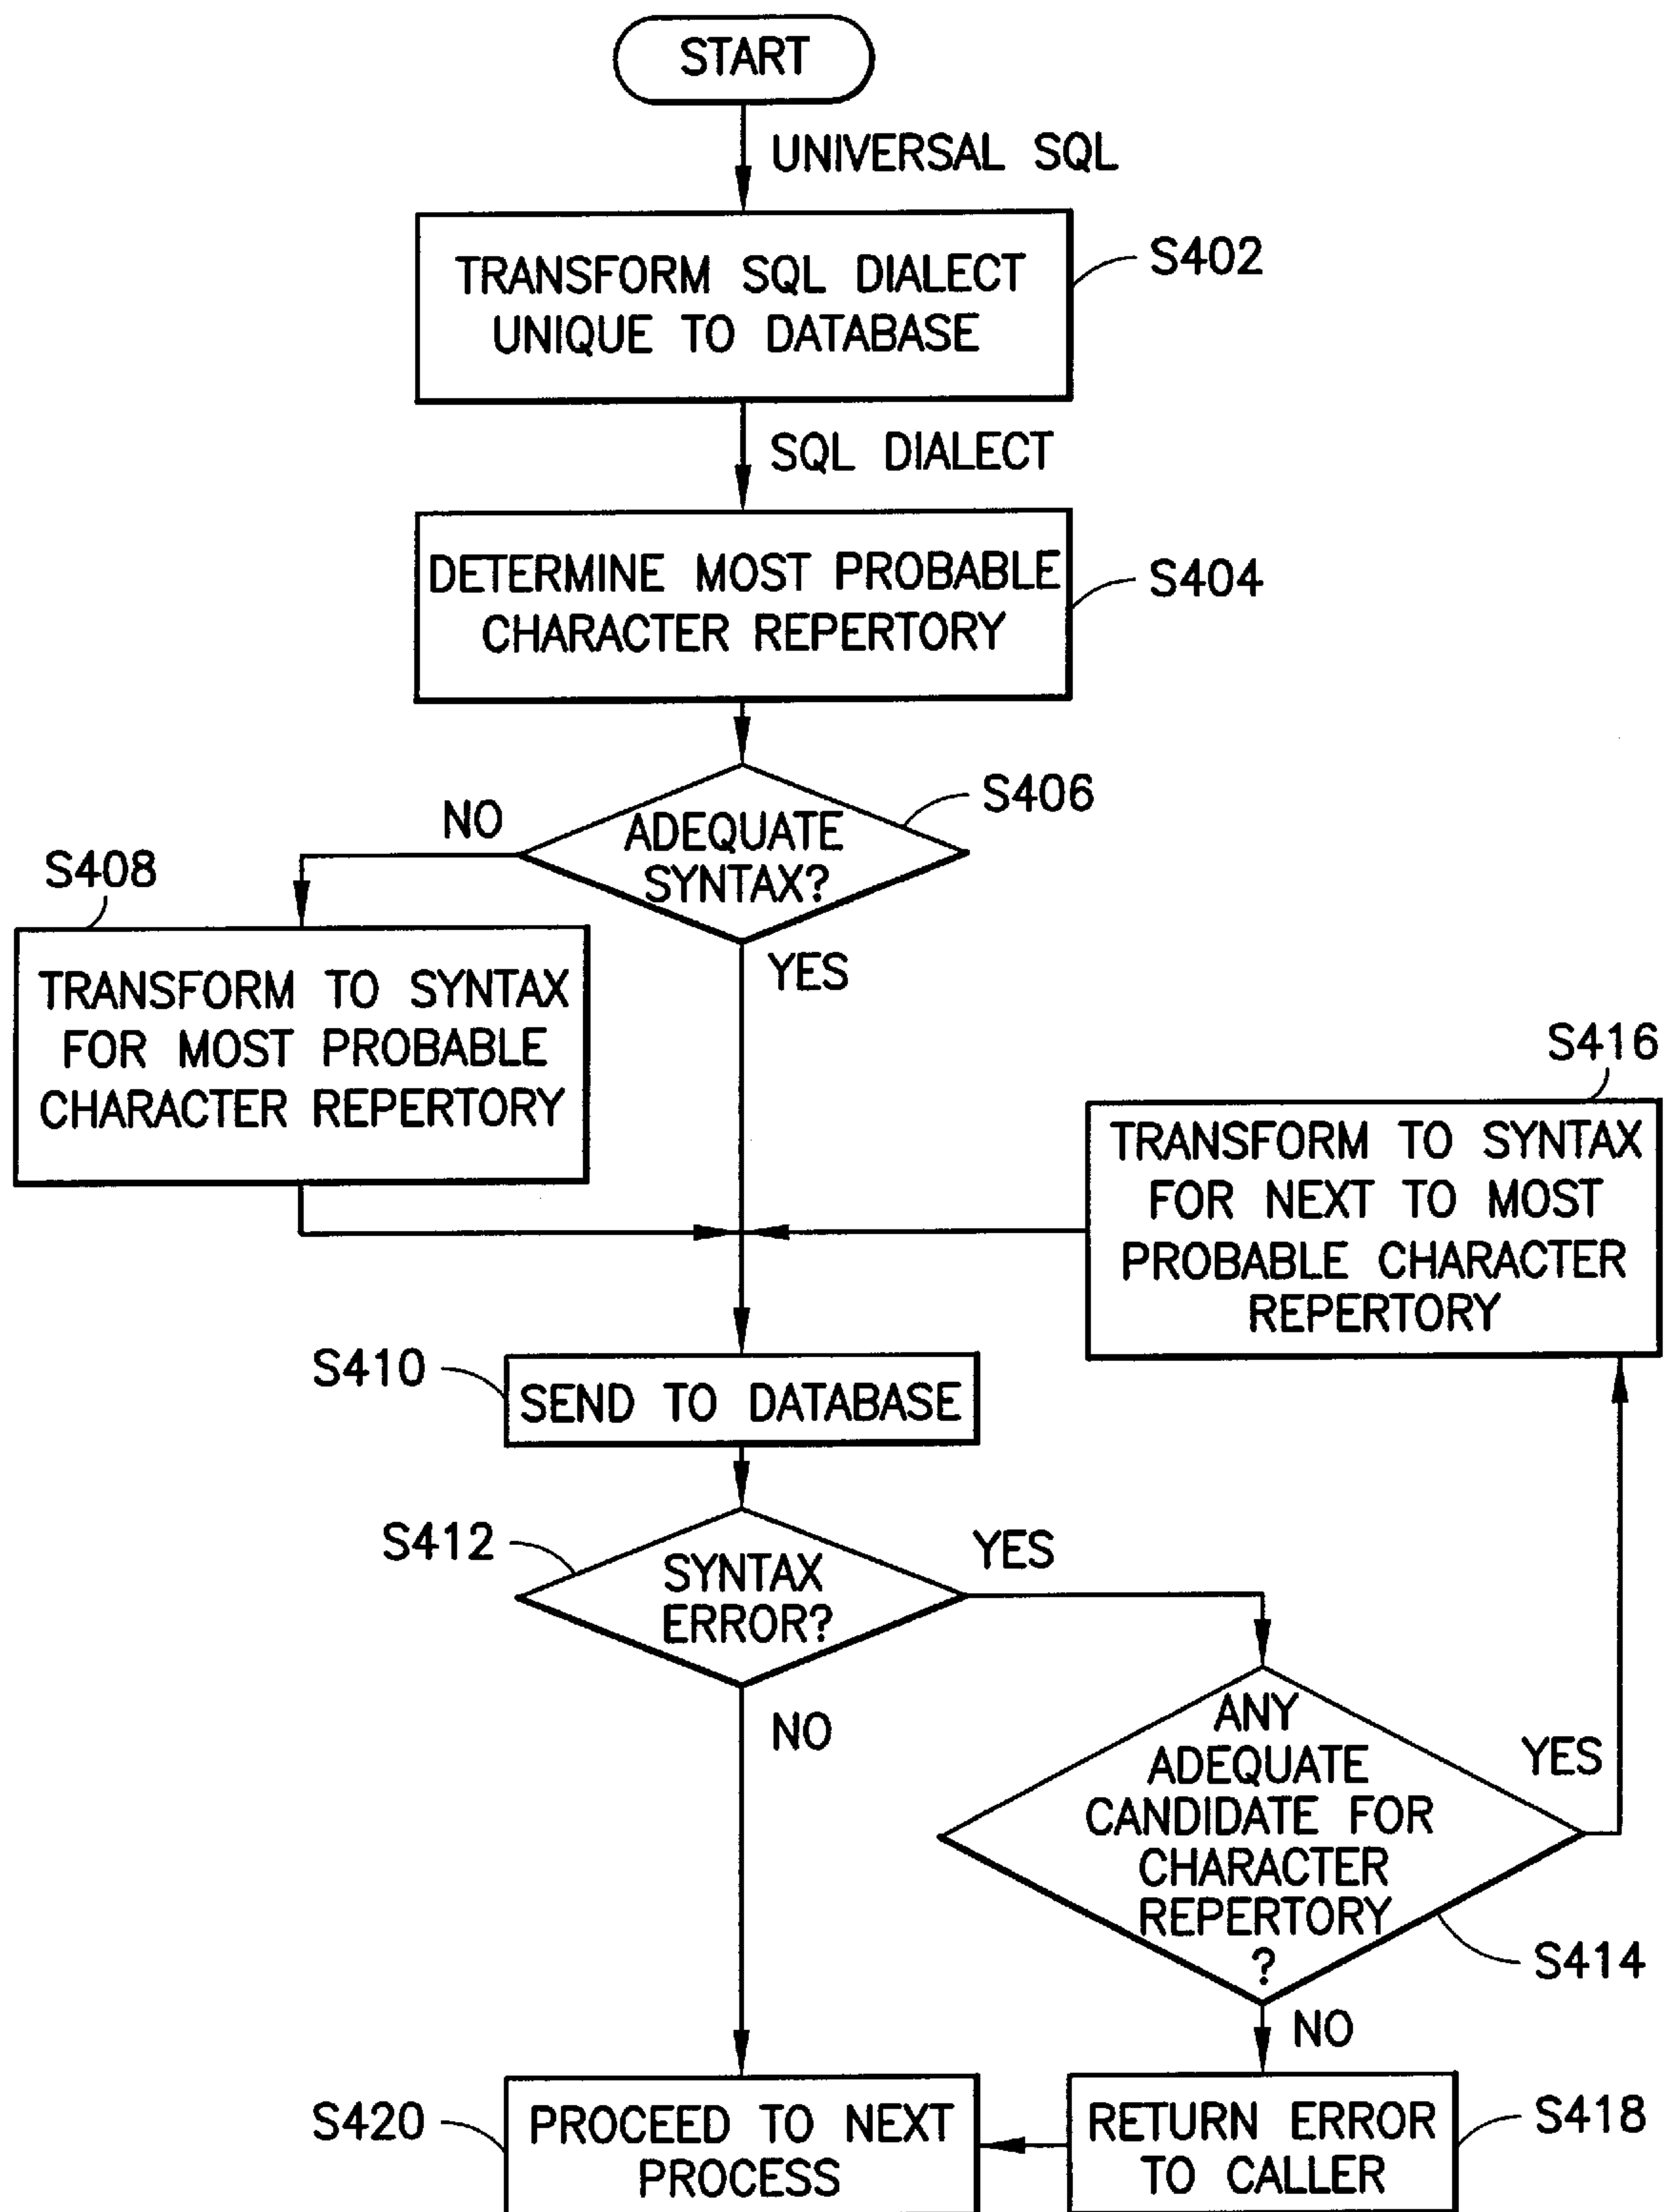 START
UNIVERSAL SQL
TRANSFORM SQL DIALECT
UNIQUE TO DATABASE
S402
SQL DIALECT
DETERMINE MOST PROBABLE
CHARACTER REPERTORY
S404
ADEQUATE
SYNTAX?
S406
NO
YES
S408
TRANSFORM TO SYNTAX
FOR MOST PROBABLE
CHARACTER REPERTORY
S416
TRANSFORM TO SYNTAX
FOR NEXT TO MOST
PROBABLE CHARACTER
REPERTORY
S410
SEND TO DATABASE
S412
SYNTAX
ERROR?
YES
NO
ANY
ADEQUATE
CANDIDATE FOR
CHARACTER
REPERTORY
?
YES
S414
NO
S420
PROCEED TO NEXT
PROCESS
RETURN ERROR
TO CALLER
S418